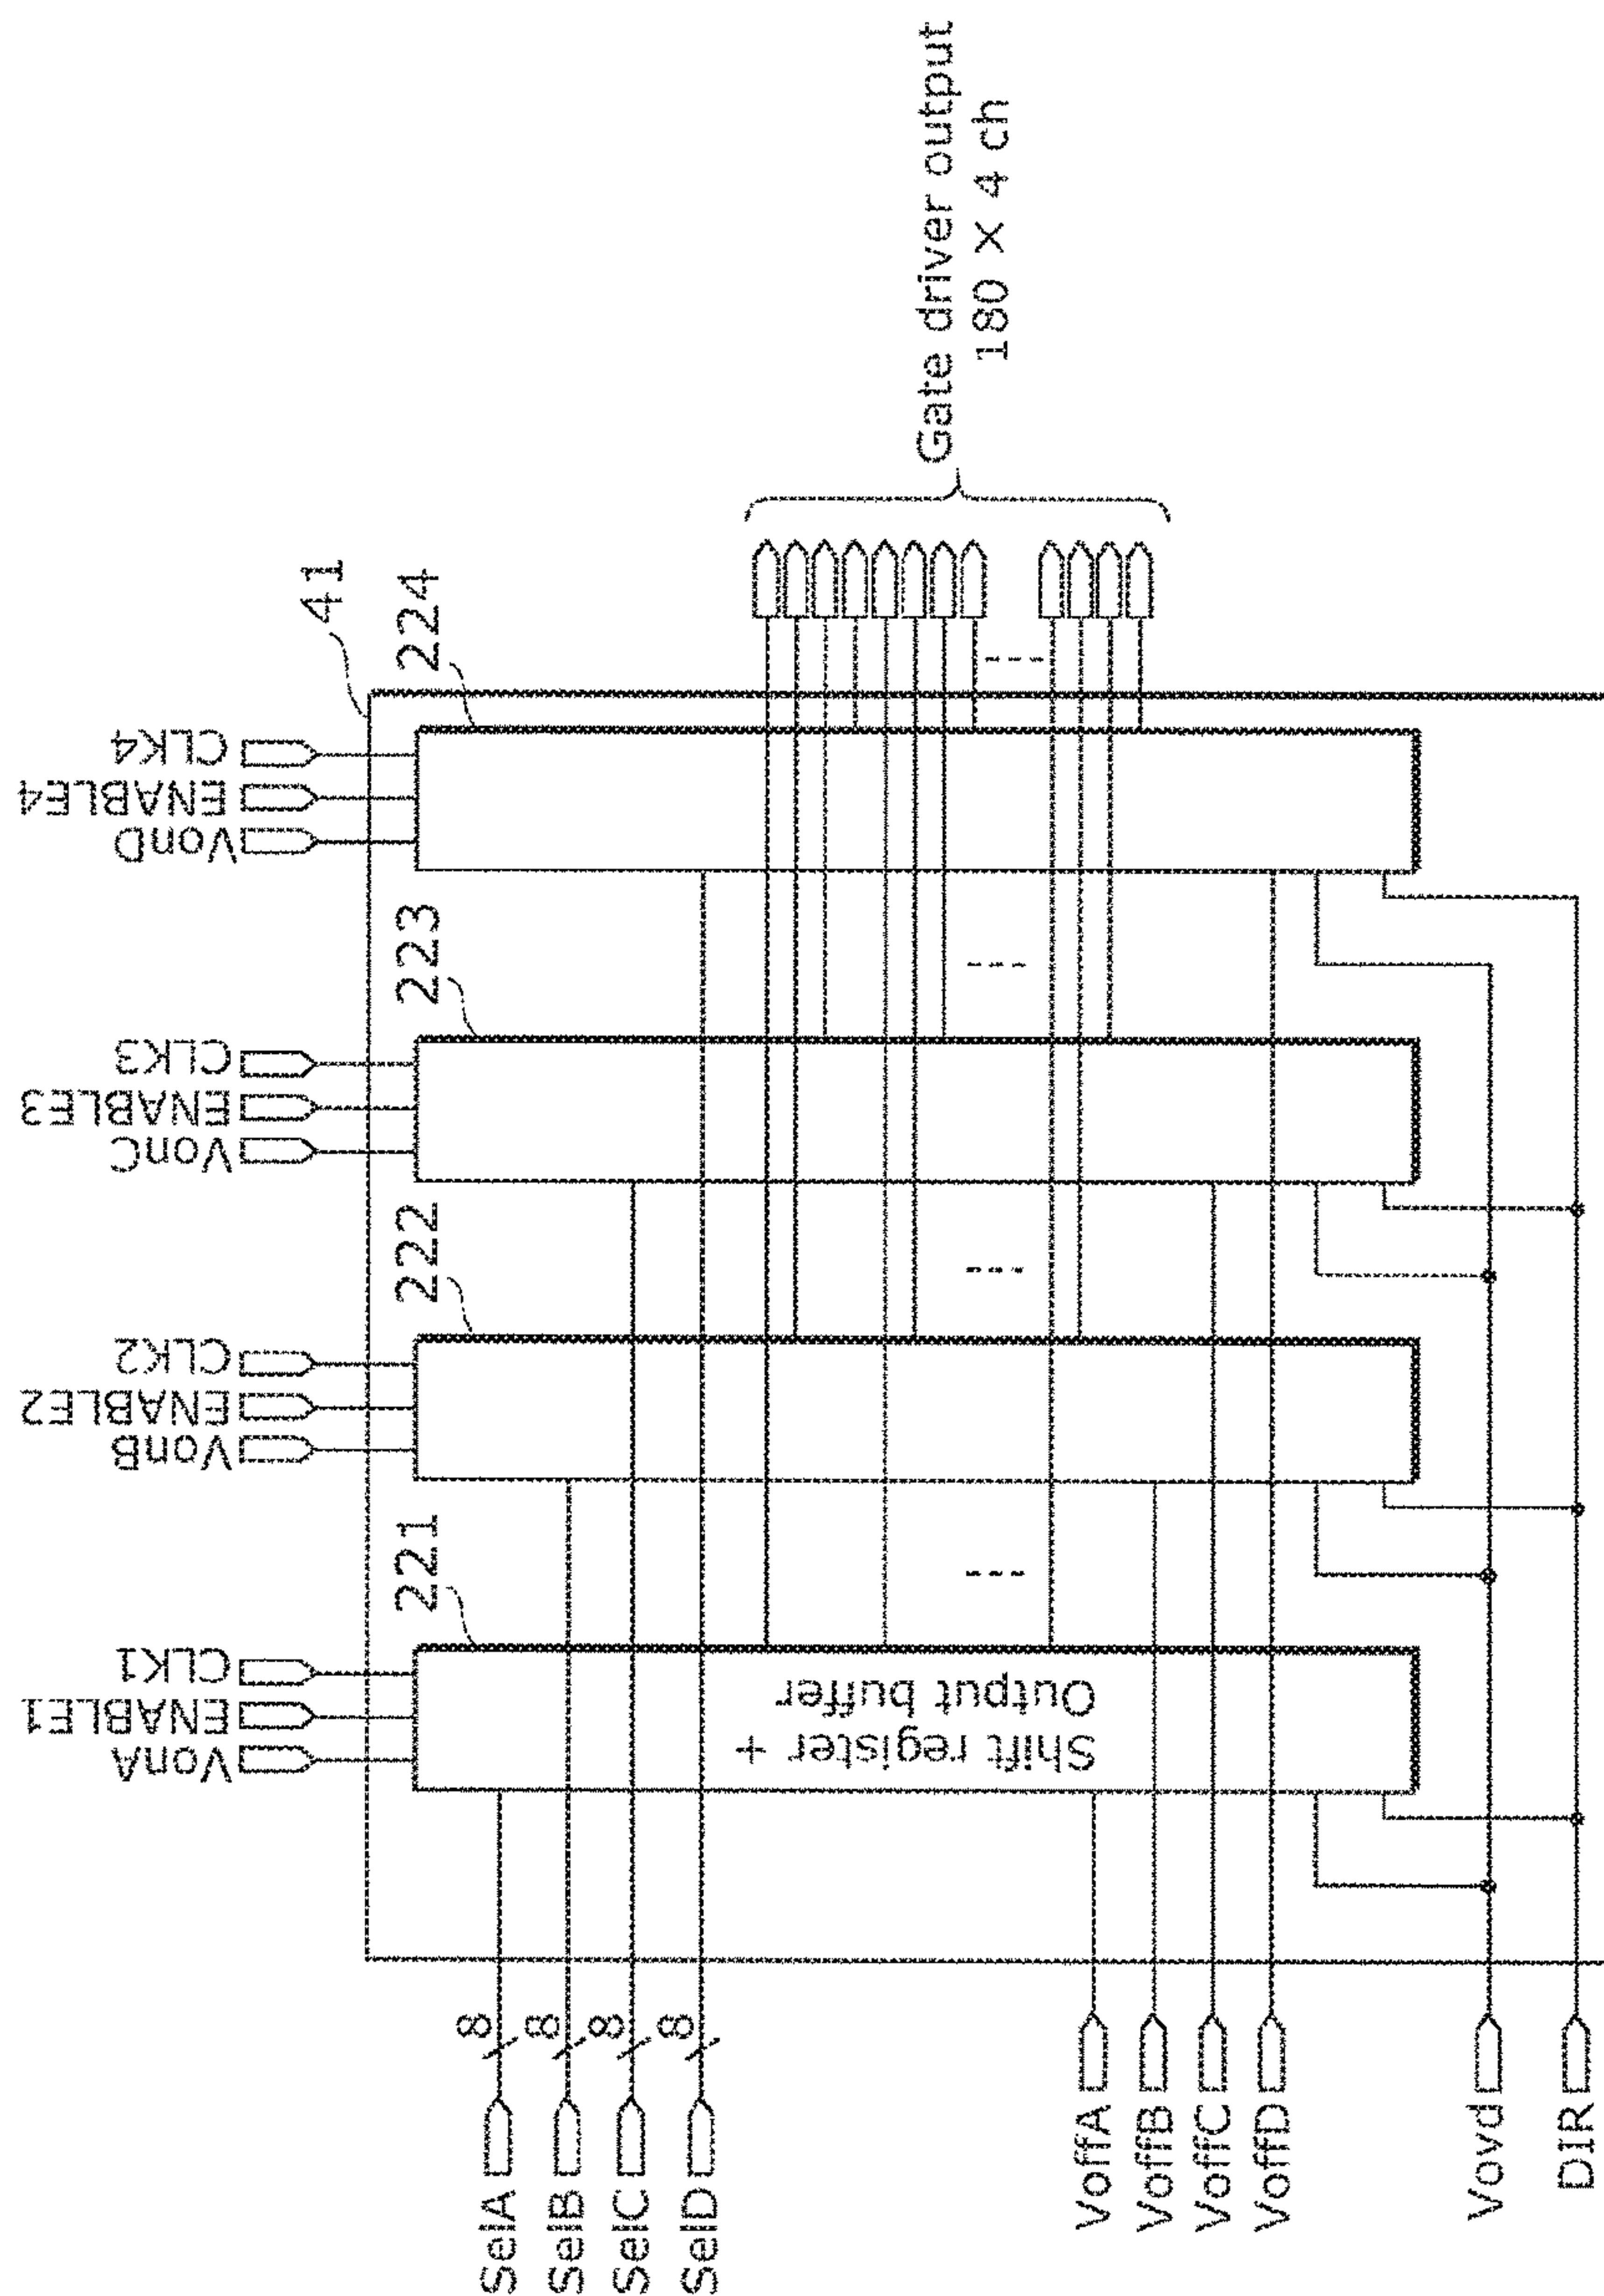 CLK1
ENABLE1
VonA
CLK2
ENABLE2
VonB
CLK3
ENABLE3
VonC
CLK4
ENABLE4
VonD
41
221
222
223
224
SelA
8
SelB
8
SelC
8
SelD
8
Shift register +
Output buffer
Gate driver output
180 × 4 ch
VoffA
VoffB
VoffC
VoffD
Vovd
DIR